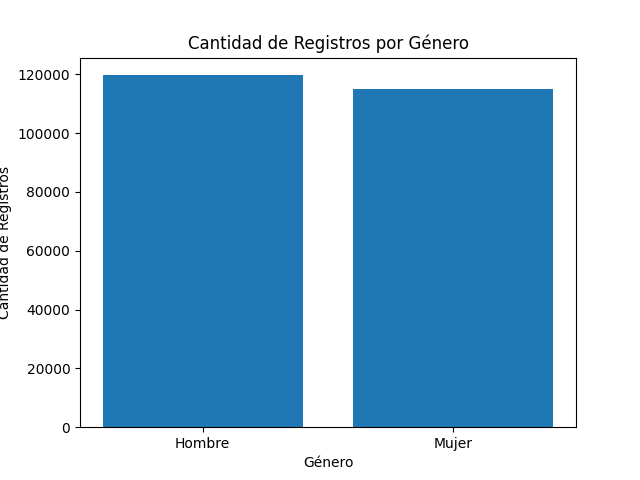 Cantidad de Registros por Género
120000
100000
80000
60000
40000
20000
0
Cantidad de Registros
Hombre
Mujer
Género